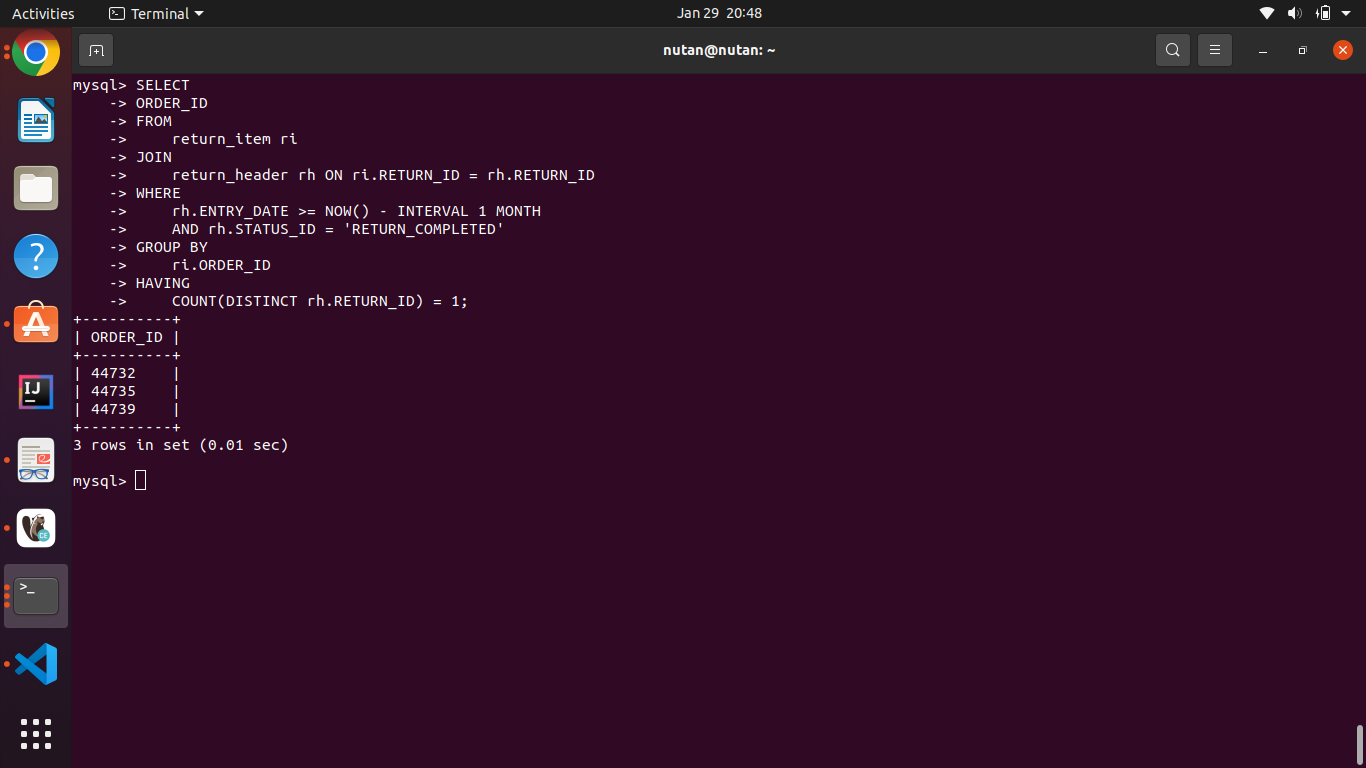 Activities
Terminal
Jan 29 20:48
nutan@nutan: ~
mysql> SELECT
    -> ORDER_ID
    -> FROM
    ->     return_item ri
    -> JOIN
    ->     return_header rh ON ri.RETURN_ID = rh.RETURN_ID
    -> WHERE
    ->     rh.ENTRY_DATE >= NOW() - INTERVAL 1 MONTH
    ->     AND rh.STATUS_ID = 'RETURN_COMPLETED'
    -> GROUP BY
    ->     ri.ORDER_ID
    -> HAVING
    ->     COUNT(DISTINCT rh.RETURN_ID) = 1;
+----------+
| ORDER_ID |
+----------+
| 44732    |
| 44735    |
| 44739    |
+----------+
3 rows in set (0.01 sec)
mysql>
?
A
IJ
CE
>_